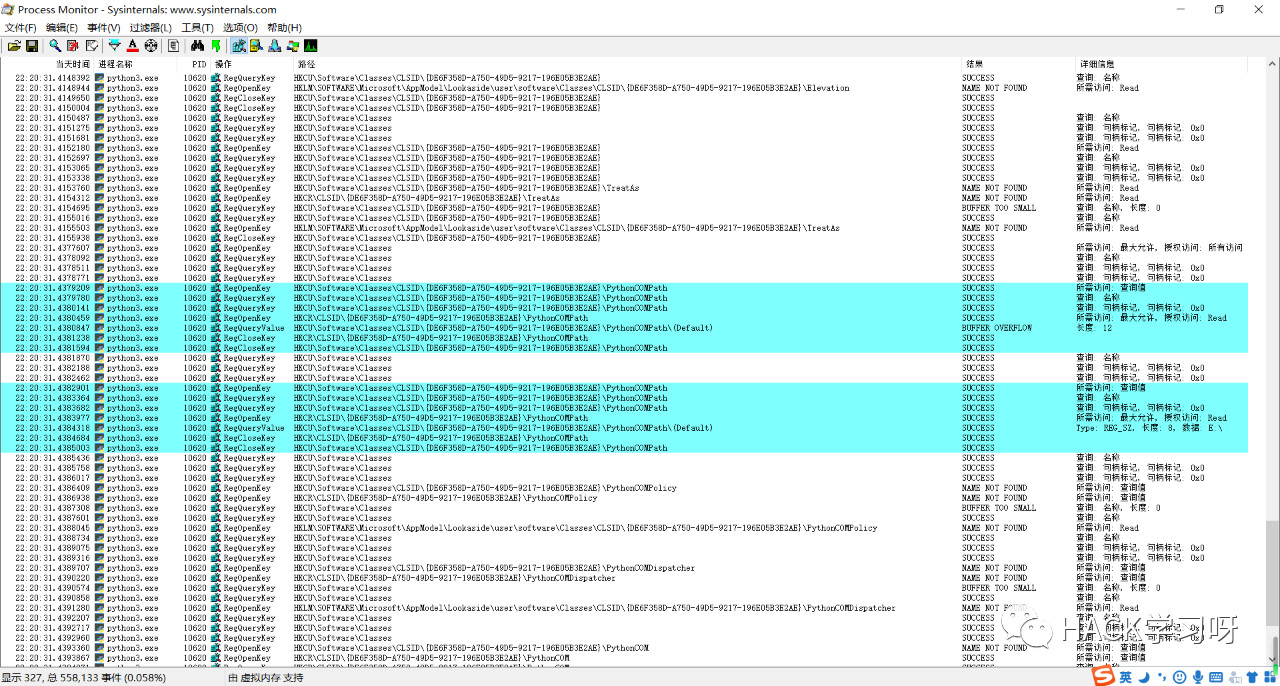 Process Monitor - Sysinternals: www.sysinternals.com
文件(F) 编辑(E) 事件(V) 过滤器(L) 工具(T) 选项(O) 帮助(H)
当天时间 进程名称 PID 操作 路径 结果 详细信息
22:20:31.4148392 python3.exe 10620 RegQueryKey HKCU\Software\Classes\CLSID\{DE6F358D-A750-49D5-9217-196E05B3E2AE} SUCCESS 查询: 名称
22:20:31.4148944 python3.exe 10620 RegOpenKey HKLM\SOFTWARE\Microsoft\AppModel\Lookaside\user\software\Classes\CLSID\{DE6F358D-A750-49D5-9217-196E05B3E2AE}\Elevation NAME NOT FOUND 所需访问: Read
22:20:31.4149650 python3.exe 10620 RegCloseKey HKCU\Software\Classes\CLSID\{DE6F358D-A750-49D5-9217-196E05B3E2AE} SUCCESS
22:20:31.4150004 python3.exe 10620 RegCloseKey HKCU\Software\Classes\CLSID\{DE6F358D-A750-49D5-9217-196E05B3E2AE} SUCCESS
22:20:31.4150487 python3.exe 10620 RegQueryKey HKCU\Software\Classes SUCCESS 查询: 名称
22:20:31.4151275 python3.exe 10620 RegQueryKey HKCU\Software\Classes SUCCESS 查询: 句柄标记, 句柄标记: 0x0
22:20:31.4151681 python3.exe 10620 RegQueryKey HKCU\Software\Classes SUCCESS 查询: 句柄标记, 句柄标记: 0x0
22:20:31.4152180 python3.exe 10620 RegOpenKey HKCU\Software\Classes\CLSID\{DE6F358D-A750-49D5-9217-196E05B3E2AE} SUCCESS 所需访问: Read
22:20:31.4152697 python3.exe 10620 RegQueryKey HKCU\Software\Classes\CLSID\{DE6F358D-A750-49D5-9217-196E05B3E2AE} SUCCESS 查询: 名称
22:20:31.4153065 python3.exe 10620 RegQueryKey HKCU\Software\Classes\CLSID\{DE6F358D-A750-49D5-9217-196E05B3E2AE} SUCCESS 查询: 句柄标记, 句柄标记: 0x0
22:20:31.4153338 python3.exe 10620 RegQueryKey HKCU\Software\Classes\CLSID\{DE6F358D-A750-49D5-9217-196E05B3E2AE} SUCCESS 查询: 句柄标记, 句柄标记: 0x0
22:20:31.4153760 python3.exe 10620 RegOpenKey HKCU\Software\Classes\CLSID\{DE6F358D-A750-49D5-9217-196E05B3E2AE}\TreatAs NAME NOT FOUND 所需访问: Read
22:20:31.4154312 python3.exe 10620 RegOpenKey HKCR\CLSID\{DE6F358D-A750-49D5-9217-196E05B3E2AE}\TreatAs NAME NOT FOUND 所需访问: Read
22:20:31.4154695 python3.exe 10620 RegQueryKey HKCU\Software\Classes\CLSID\{DE6F358D-A750-49D5-9217-196E05B3E2AE} BUFFER TOO SMALL 查询: 名称, 长度: 0
22:20:31.4155016 python3.exe 10620 RegQueryKey HKCU\Software\Classes\CLSID\{DE6F358D-A750-49D5-9217-196E05B3E2AE} SUCCESS 查询: 名称
22:20:31.4155503 python3.exe 10620 RegOpenKey HKLM\SOFTWARE\Microsoft\AppModel\Lookaside\user\software\Classes\CLSID\{DE6F358D-A750-49D5-9217-196E05B3E2AE}\TreatAs NAME NOT FOUND 所需访问: Read
22:20:31.4155938 python3.exe 10620 RegCloseKey HKCU\Software\Classes\CLSID\{DE6F358D-A750-49D5-9217-196E05B3E2AE} SUCCESS
22:20:31.4377607 python3.exe 10620 RegOpenKey HKCU\Software\Classes SUCCESS 所需访问: 最大允许, 授权访问: 所有访问
22:20:31.4378092 python3.exe 10620 RegQueryKey HKCU\Software\Classes SUCCESS 查询: 名称
22:20:31.4378511 python3.exe 10620 RegQueryKey HKCU\Software\Classes SUCCESS 查询: 句柄标记, 句柄标记: 0x0
22:20:31.4378771 python3.exe 10620 RegQueryKey HKCU\Software\Classes SUCCESS 查询: 句柄标记, 句柄标记: 0x0
22:20:31.4379209 python3.exe 10620 RegOpenKey HKCU\Software\Classes\CLSID\{DE6F358D-A750-49D5-9217-196E05B3E2AE}\PythonCOMPath SUCCESS 所需访问: 查询值
22:20:31.4379780 python3.exe 10620 RegQueryKey HKCU\Software\Classes\CLSID\{DE6F358D-A750-49D5-9217-196E05B3E2AE}\PythonCOMPath SUCCESS 查询: 名称
22:20:31.4380141 python3.exe 10620 RegQueryKey HKCU\Software\Classes\CLSID\{DE6F358D-A750-49D5-9217-196E05B3E2AE}\PythonCOMPath SUCCESS 查询: 句柄标记, 句柄标记: 0x0
22:20:31.4380459 python3.exe 10620 RegOpenKey HKCR\CLSID\{DE6F358D-A750-49D5-9217-196E05B3E2AE}\PythonCOMPath SUCCESS 所需访问: 最大允许, 授权访问: Read
22:20:31.4380847 python3.exe 10620 RegQueryValue HKCU\Software\Classes\CLSID\{DE6F358D-A750-49D5-9217-196E05B3E2AE}\PythonCOMPath\(Default) BUFFER OVERFLOW 长度: 12
22:20:31.4381238 python3.exe 10620 RegCloseKey HKCR\CLSID\{DE6F358D-A750-49D5-9217-196E05B3E2AE}\PythonCOMPath SUCCESS
22:20:31.4381594 python3.exe 10620 RegCloseKey HKCU\Software\Classes\CLSID\{DE6F358D-A750-49D5-9217-196E05B3E2AE}\PythonCOMPath SUCCESS
22:20:31.4381870 python3.exe 10620 RegQueryKey HKCU\Software\Classes SUCCESS 查询: 名称
22:20:31.4382188 python3.exe 10620 RegQueryKey HKCU\Software\Classes SUCCESS 查询: 句柄标记, 句柄标记: 0x0
22:20:31.4382462 python3.exe 10620 RegQueryKey HKCU\Software\Classes SUCCESS 查询: 句柄标记, 句柄标记: 0x0
22:20:31.4382901 python3.exe 10620 RegOpenKey HKCU\Software\Classes\CLSID\{DE6F358D-A750-49D5-9217-196E05B3E2AE}\PythonCOMPath SUCCESS 所需访问: 查询值
22:20:31.4383364 python3.exe 10620 RegQueryKey HKCU\Software\Classes\CLSID\{DE6F358D-A750-49D5-9217-196E05B3E2AE}\PythonCOMPath SUCCESS 查询: 名称
22:20:31.4383682 python3.exe 10620 RegQueryKey HKCU\Software\Classes\CLSID\{DE6F358D-A750-49D5-9217-196E05B3E2AE}\PythonCOMPath SUCCESS 查询: 句柄标记, 句柄标记: 0x0
22:20:31.4383977 python3.exe 10620 RegOpenKey HKCR\CLSID\{DE6F358D-A750-49D5-9217-196E05B3E2AE}\PythonCOMPath SUCCESS 所需访问: 最大允许, 授权访问: Read
22:20:31.4384318 python3.exe 10620 RegQueryValue HKCU\Software\Classes\CLSID\{DE6F358D-A750-49D5-9217-196E05B3E2AE}\PythonCOMPath\(Default) SUCCESS Type: REG_SZ, 长度: 8, 数据: E:\
22:20:31.4384684 python3.exe 10620 RegCloseKey HKCR\CLSID\{DE6F358D-A750-49D5-9217-196E05B3E2AE}\PythonCOMPath SUCCESS
22:20:31.4385003 python3.exe 10620 RegCloseKey HKCU\Software\Classes\CLSID\{DE6F358D-A750-49D5-9217-196E05B3E2AE}\PythonCOMPath SUCCESS
22:20:31.4385436 python3.exe 10620 RegQueryKey HKCU\Software\Classes SUCCESS 查询: 名称
22:20:31.4385758 python3.exe 10620 RegQueryKey HKCU\Software\Classes SUCCESS 查询: 句柄标记, 句柄标记: 0x0
22:20:31.4386017 python3.exe 10620 RegQueryKey HKCU\Software\Classes SUCCESS 查询: 句柄标记, 句柄标记: 0x0
22:20:31.4386409 python3.exe 10620 RegOpenKey HKCU\Software\Classes\CLSID\{DE6F358D-A750-49D5-9217-196E05B3E2AE}\PythonCOMPolicy NAME NOT FOUND 所需访问: 查询值
22:20:31.4386938 python3.exe 10620 RegOpenKey HKCR\CLSID\{DE6F358D-A750-49D5-9217-196E05B3E2AE}\PythonCOMPolicy NAME NOT FOUND 所需访问: 查询值
22:20:31.4387308 python3.exe 10620 RegQueryKey HKCU\Software\Classes BUFFER TOO SMALL 查询: 名称, 长度: 0
22:20:31.4387601 python3.exe 10620 RegQueryKey HKCU\Software\Classes SUCCESS 查询: 名称
22:20:31.4388045 python3.exe 10620 RegOpenKey HKLM\SOFTWARE\Microsoft\AppModel\Lookaside\user\software\Classes\CLSID\{DE6F358D-A750-49D5-9217-196E05B3E2AE}\PythonCOMPolicy NAME NOT FOUND 所需访问: Read
22:20:31.4388734 python3.exe 10620 RegQueryKey HKCU\Software\Classes SUCCESS 查询: 名称
22:20:31.4389075 python3.exe 10620 RegQueryKey HKCU\Software\Classes SUCCESS 查询: 句柄标记, 句柄标记: 0x0
22:20:31.4389316 python3.exe 10620 RegQueryKey HKCU\Software\Classes SUCCESS 查询: 句柄标记, 句柄标记: 0x0
22:20:31.4389707 python3.exe 10620 RegOpenKey HKCU\Software\Classes\CLSID\{DE6F358D-A750-49D5-9217-196E05B3E2AE}\PythonCOMDispatcher NAME NOT FOUND 所需访问: 查询值
22:20:31.4390220 python3.exe 10620 RegOpenKey HKCR\CLSID\{DE6F358D-A750-49D5-9217-196E05B3E2AE}\PythonCOMDispatcher NAME NOT FOUND 所需访问: 查询值
22:20:31.4390574 python3.exe 10620 RegQueryKey HKCU\Software\Classes BUFFER TOO SMALL 查询: 名称, 长度: 0
22:20:31.4390858 python3.exe 10620 RegQueryKey HKCU\Software\Classes SUCCESS 查询: 名称
22:20:31.4391280 python3.exe 10620 RegOpenKey HKLM\SOFTWARE\Microsoft\AppModel\Lookaside\user\software\Classes\CLSID\{DE6F358D-A750-49D5-9217-196E05B3E2AE}\PythonCOMDispatcher NAME NOT FOUND 所需访问: Read
22:20:31.4392207 python3.exe 10620 RegQueryKey HKCU\Software\Classes SUCCESS 查询: 名称
22:20:31.4392717 python3.exe 10620 RegQueryKey HKCU\Software\Classes SUCCESS 句柄标记: 0x0
22:20:31.4392960 python3.exe 10620 RegQueryKey HKCU\Software\Classes SUCCESS 查询: 句柄标记, 句柄标记: 0x0
22:20:31.4393360 python3.exe 10620 RegOpenKey HKCU\Software\Classes\CLSID\{DE6F358D-A750-49D5-9217-196E05B3E2AE}\PythonCOM NAME NOT FOUND 所需访问: 查询值
22:20:31.4393867 python3.exe 10620 RegOpenKey HKCR\CLSID\{DE6F358D-A750-49D5-9217-196E05B3E2AE}\PythonCOM NAME NOT FOUND 所需访问: 查询值
HACK学习呀
显示 327, 总 558,133 事件 (0.058%) 由 虚拟内存 支持
英